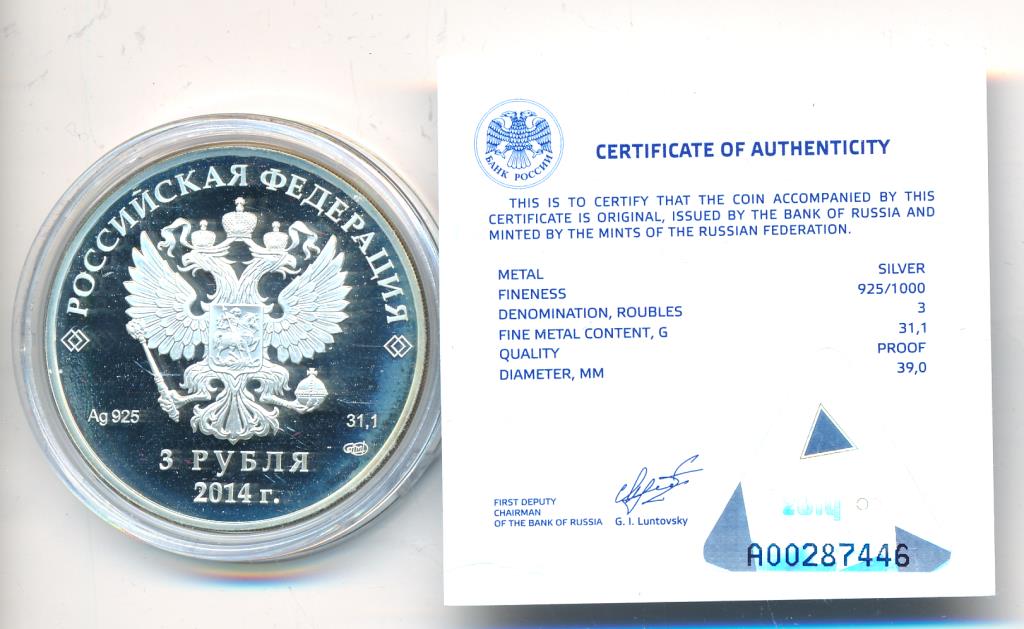 РОССИЙСКАЯ ФЕДЕРАЦИЯ
Ag 925
31,1
3 РУБЛЯ
2014 г.
БАНК РОССИИ
CERTIFICATE OF AUTHENTICITY
THIS IS TO CERTIFY THAT THE COIN ACCOMPANIED BY THIS
CERTIFICATE IS ORIGINAL, ISSUED BY THE BANK OF RUSSIA AND
MINTED BY THE MINTS OF THE RUSSIAN FEDERATION.
METAL SILVER
FINENESS 925/1000
DENOMINATION, ROUBLES 3
FINE METAL CONTENT, G 31,1
QUALITY PROOF
DIAMETER, MM 39,0
FIRST DEPUTY
CHAIRMAN
OF THE BANK OF RUSSIA G. I. Luntovsky
A00287446